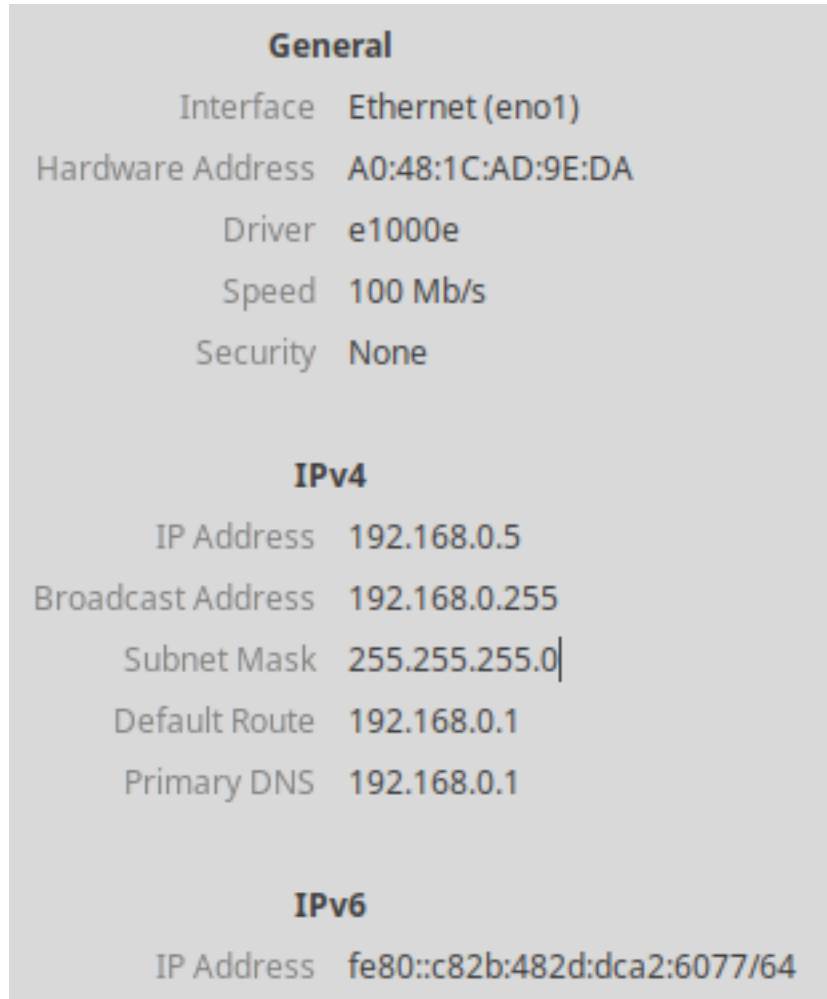 General
Interface Ethernet (eno1)
Hardware Address A0:48:1C:AD:9E:DA
Driver e1000e
Speed 100 Mb/s
Security None
IPv4
IP Address 192.168.0.5
Broadcast Address 192.168.0.255
Subnet Mask 255.255.255.0
Default Route 192.168.0.1
Primary DNS 192.168.0.1
IPv6
IP Address fe80::c82b:482d:dca2:6077/64